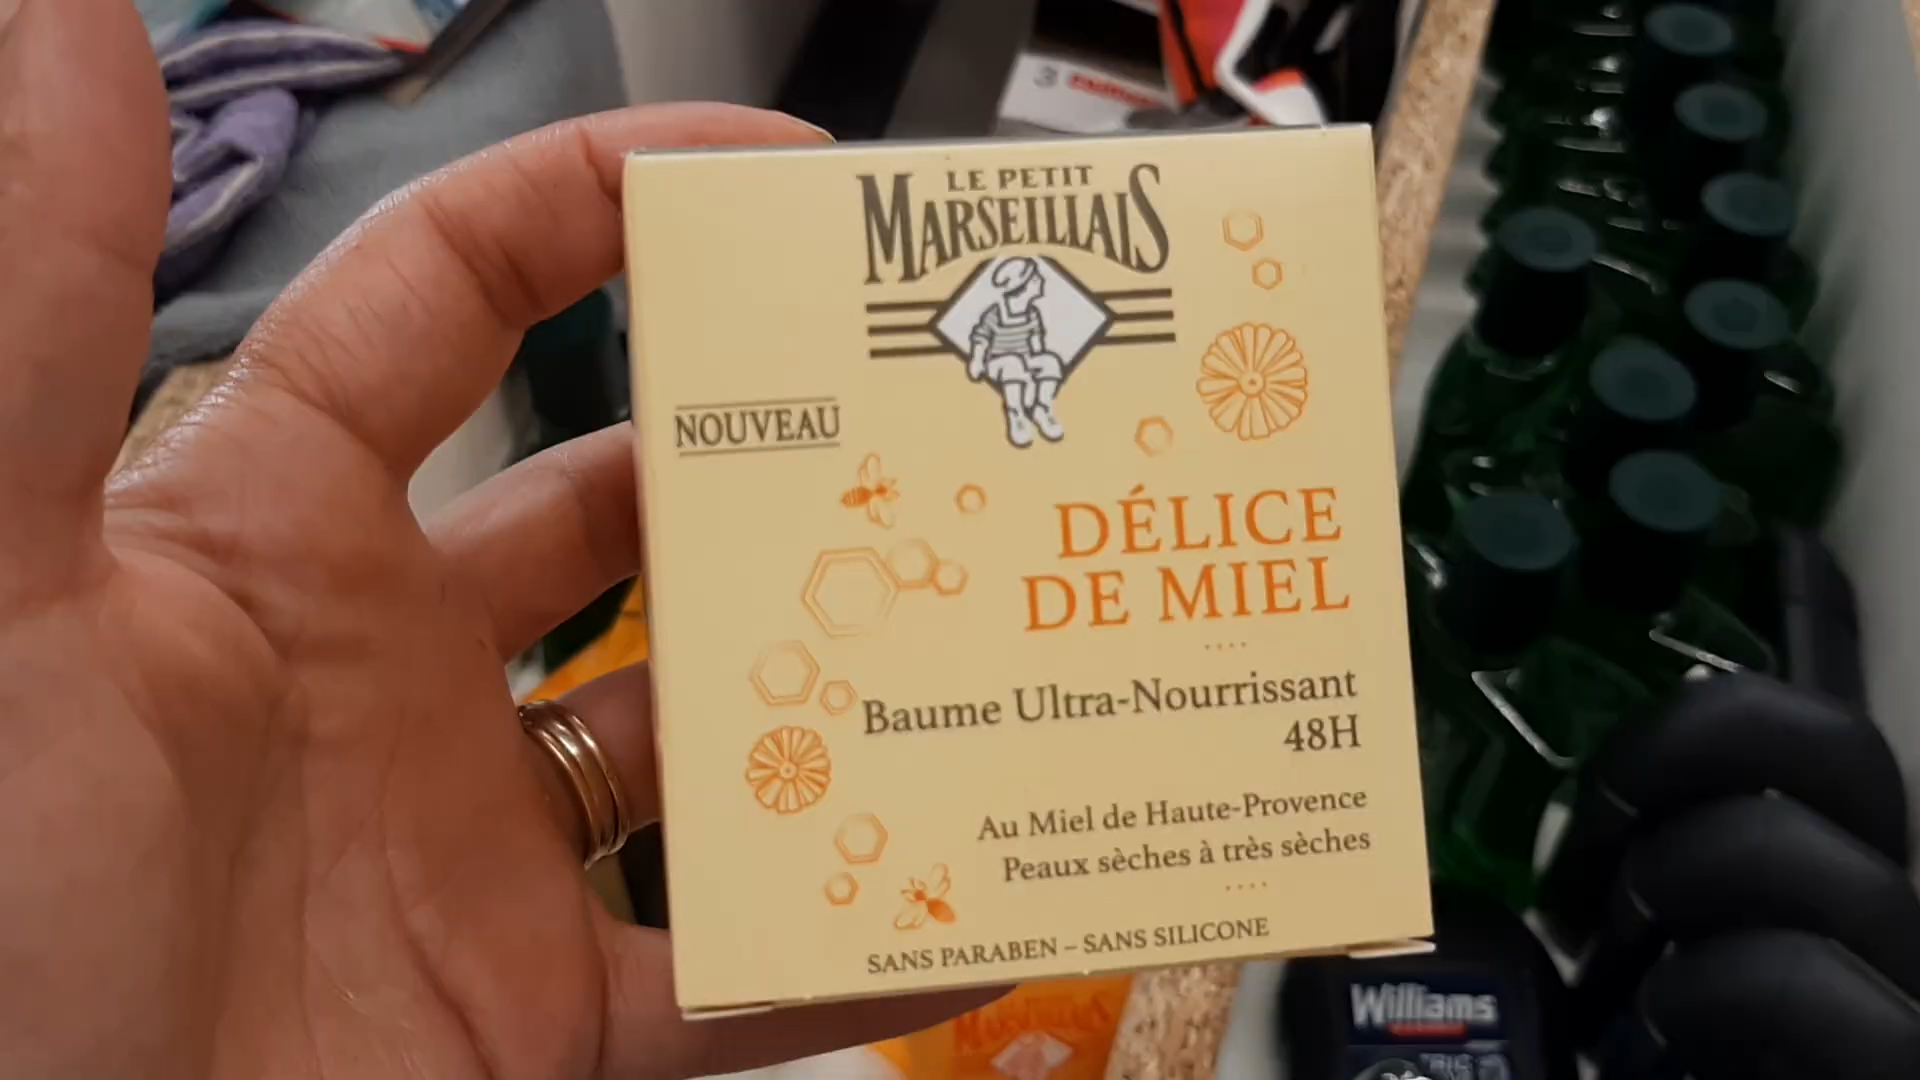 LE PETIT
MARSEILLAIS
NOUVEAU
DÉLICE
DE MIEL
Baume Ultra-Nourrissant
48H
Au Miel de Haute-Provence
Peaux sèches à très sèches
SANS PARABEN – SANS SILICONE
Williams